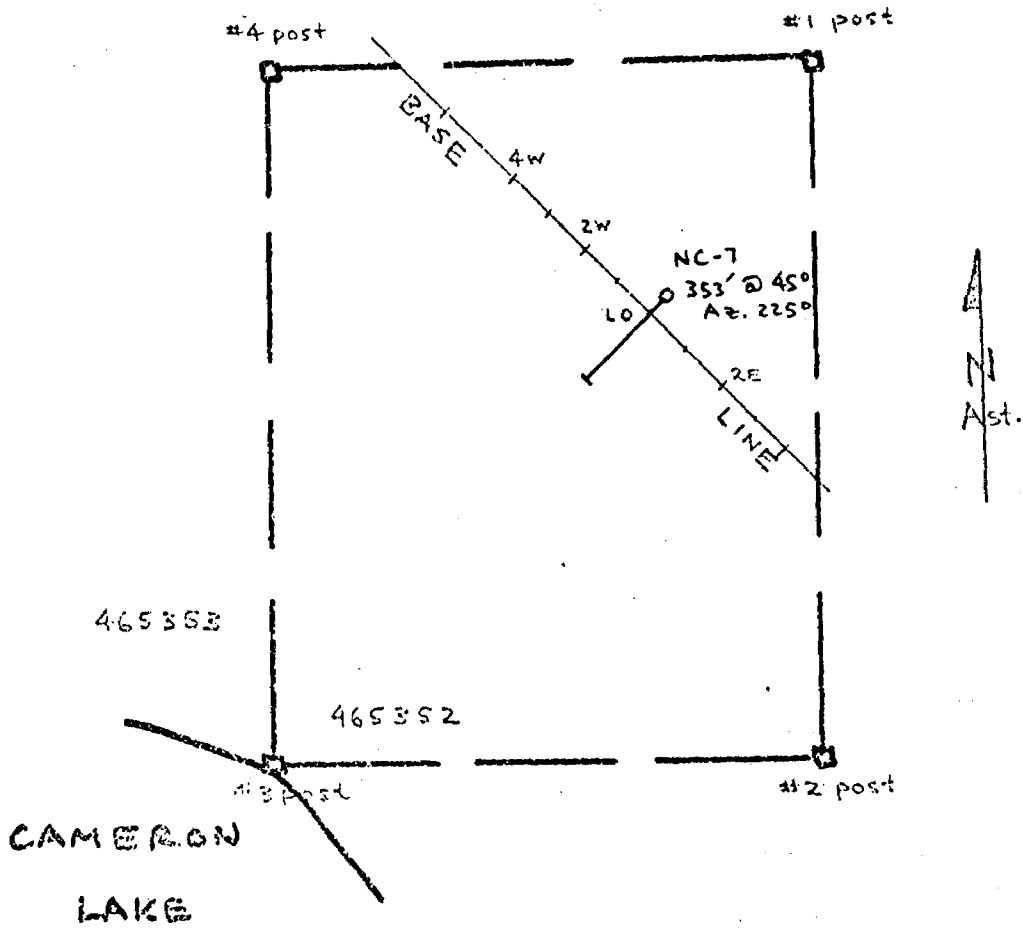 #4 post
#1 post
BASE
4W
2W
NC-7
353' @ 45°
Az. 225°
LO
2E
LINE
N
Ast.
465353
465352
#3 post
#2 post
CAMERON
LAKE